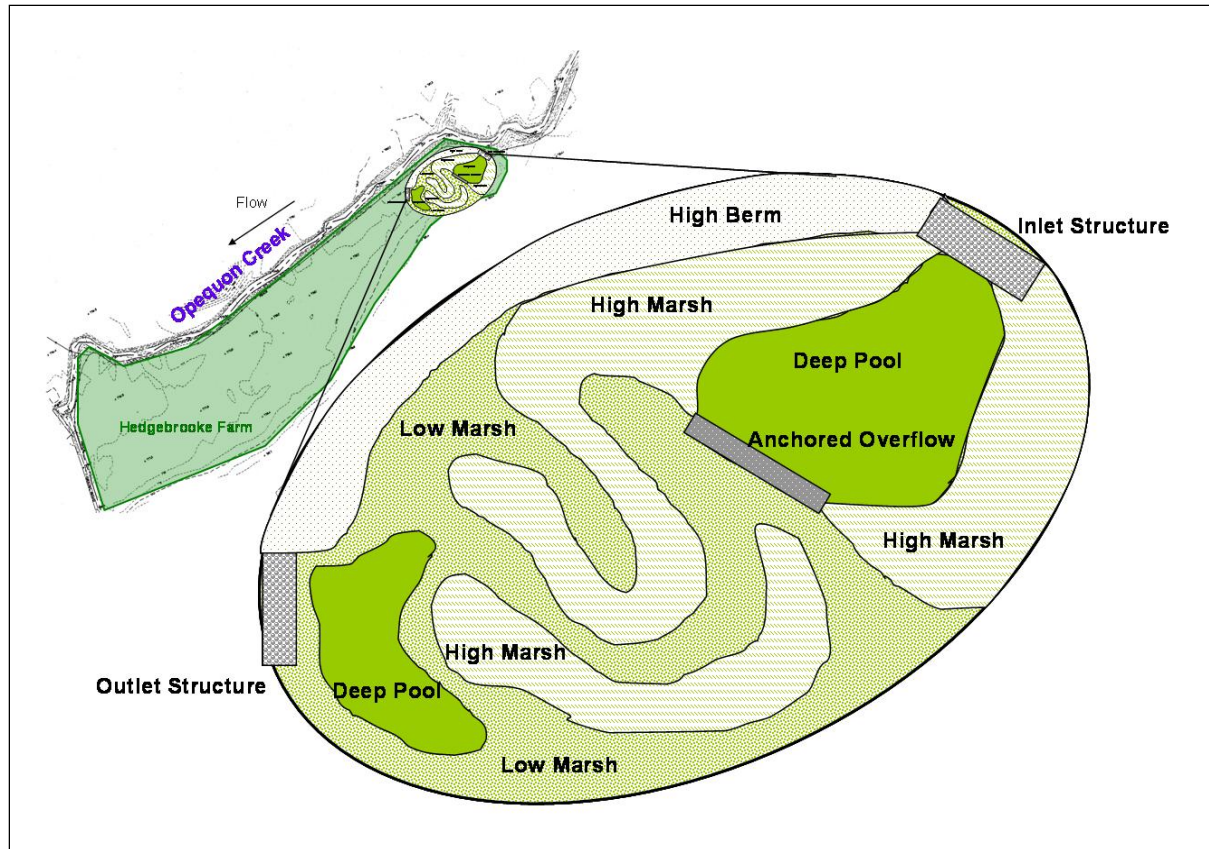 Flow
Opequon Creek
Hedgebrooke Farm
High Berm
Inlet Structure
High Marsh
Deep Pool
Low Marsh
Anchored Overflow
High Marsh
High Marsh
Outlet Structure
Deep Pool
Low Marsh